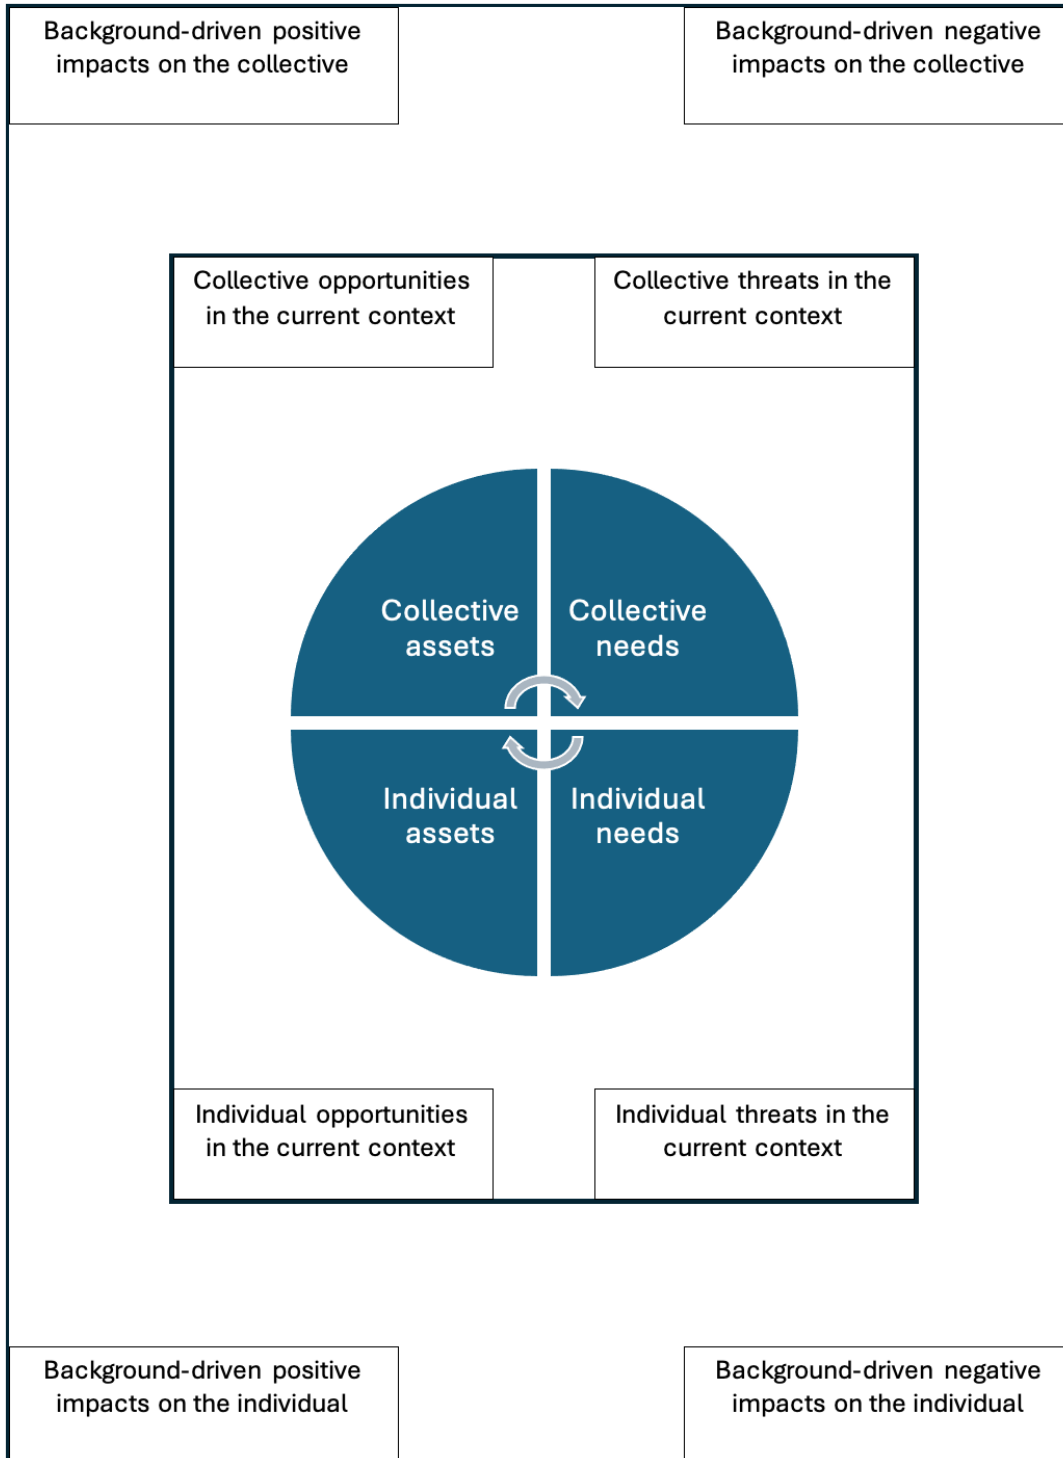 Background-driven positive
impacts on the collective
Background-driven negative
impacts on the collective
Collective opportunities
in the current context
Collective threats in the
current context
Collective
assets
Collective
needs
Individual
assets
Individual
needs
Individual opportunities
in the current context
Individual threats in the
current context
Background-driven positive
impacts on the individual
Background-driven negative
impacts on the individual